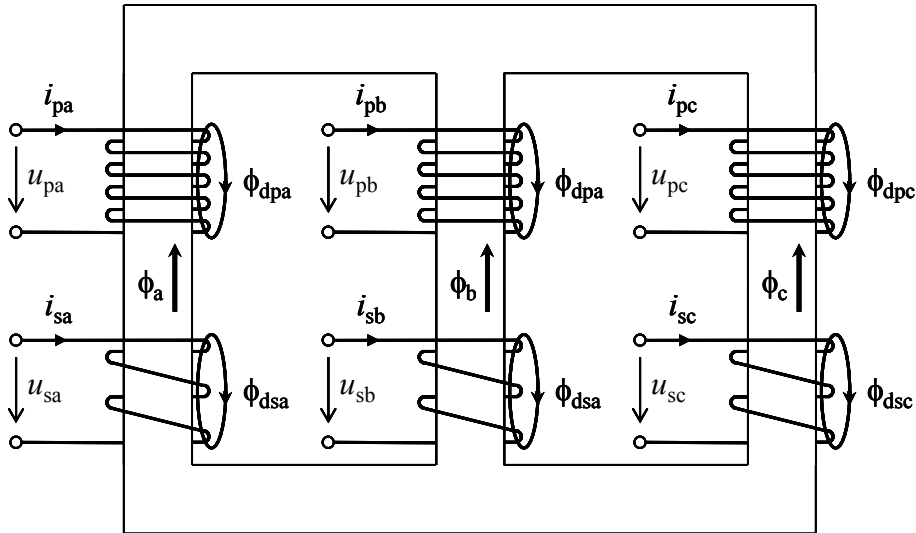 i_pa i_pb i_pc
u_pa ϕ_dpa u_pb ϕ_dpa u_pc ϕ_dpc
ϕ_a ϕ_b ϕ_c
i_sa i_sb i_sc
u_sa ϕ_dsa u_sb ϕ_dsa u_sc ϕ_dsc